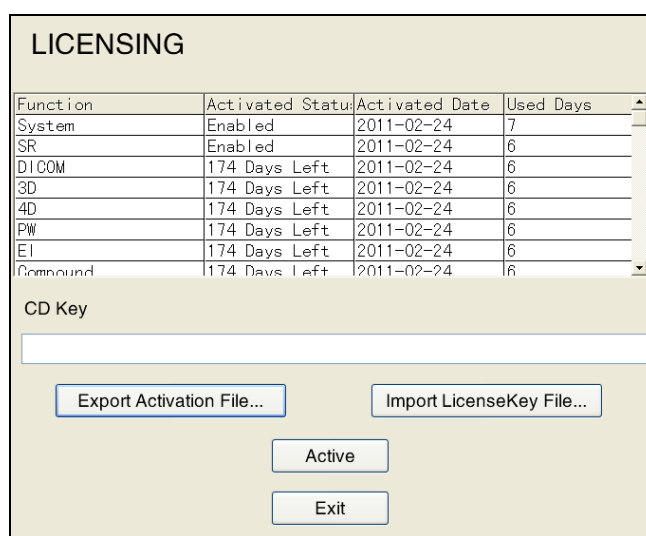 LICENSING
Function Activated Statu: Activated Date Used Days
System Enabled 2011-02-24 7
SR Enabled 2011-02-24 6
DICOM 174 Days Left 2011-02-24 6
3D 174 Days Left 2011-02-24 6
4D 174 Days Left 2011-02-24 6
PW 174 Days Left 2011-02-24 6
EI 174 Days Left 2011-02-24 6
Compound 174 Days Left 2011-02-24 6
CD Key
Export Activation File... Import LicenseKey File...
Active
Exit